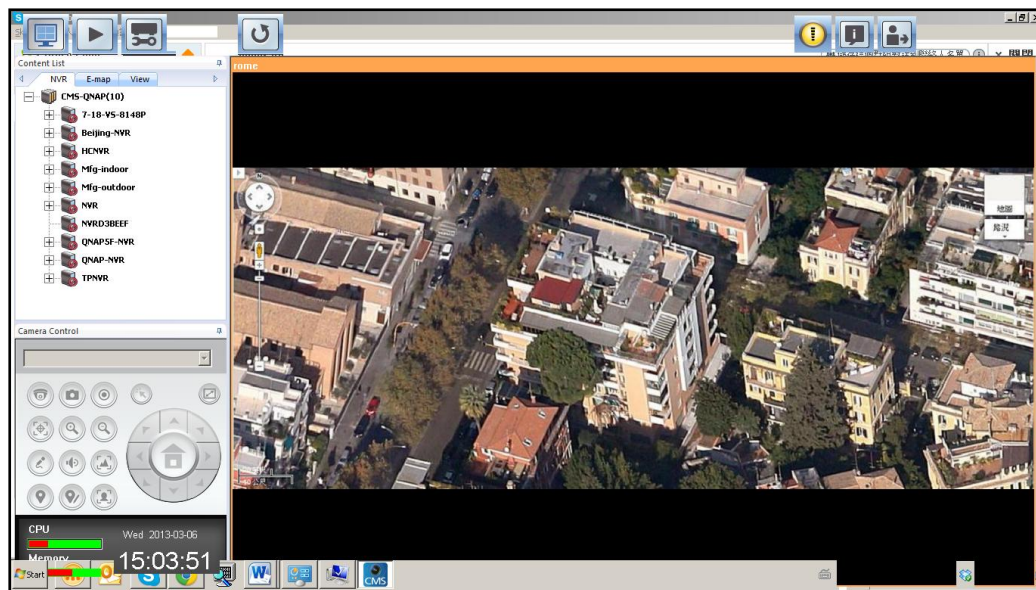 Content List
rome
NVR E-map View
CMS-QNAP(10)
7-18-VS-8148P
Beijing-NVR
HCNVR
Mfg-indoor
Mfg-outdoor
NVR
NVRD3BEEF
QNAP5F-NVR
QNAP-NVR
TPNVR
地圖
路況
Camera Control
CPU
Wed 2013-03-06
Memory
15:03:51
Start
CMS